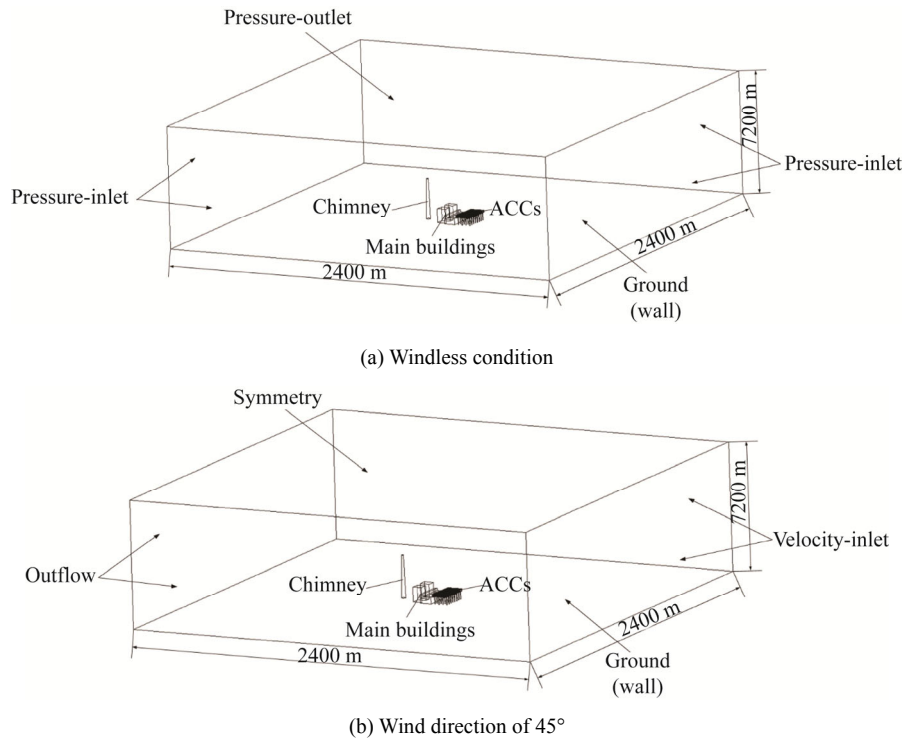 Pressure-outlet
7200 m
Pressure-inlet
Pressure-inlet
Chimney
ACCs
Main buildings
2400 m
2400 m
Ground
(wall)
(a) Windless condition
Symmetry
7200 m
Velocity-inlet
Outflow
Chimney
ACCs
Main buildings
2400 m
2400 m
Ground
(wall)
(b) Wind direction of 45°